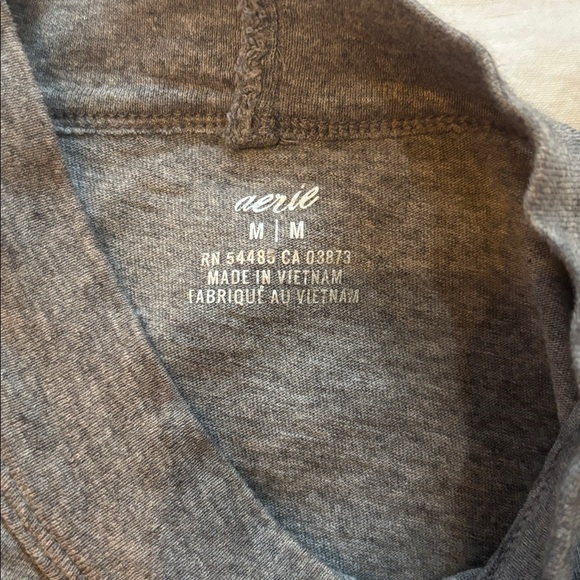 aerie
M | M
RN 54485 CA 03873
MADE IN VIETNAM
FABRIQUÉ AU VIETNAM